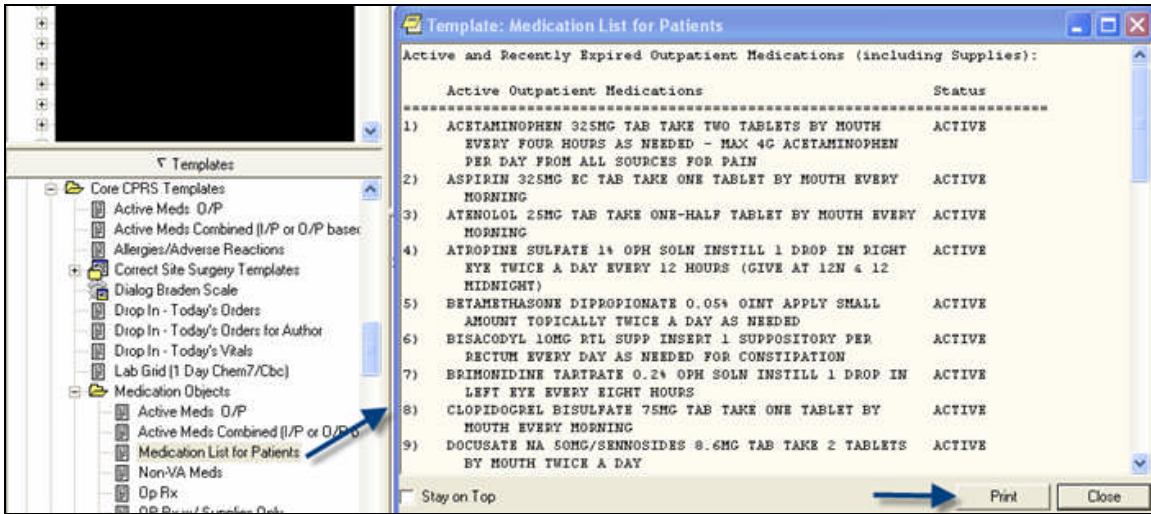 Templates
Core CPRS Templates
Active Meds O/P
Active Meds Combined (I/P or O/P based
Allergies/Adverse Reactions
Correct Site Surgery Templates
Dialog Braden Scale
Drop In - Today's Orders
Drop In - Today's Orders for Author
Drop In - Today's Vitals
Lab Grid (1 Day Chem7/Cbc)
Medication Objects
Active Meds O/P
Active Meds Combined (I/P or O/P
Medication List for Patients
Non-VA Meds
Op Rx
OP Rx w/ Supplies Only
Template: Medication List for Patients
Active and Recently Expired Outpatient Medications (including Supplies):
Active Outpatient Medications Status
1) ACETAMINOPHEN 325MG TAB TAKE TWO TABLETS BY MOUTH ACTIVE
EVERY FOUR HOURS AS NEEDED - MAX 4G ACETAMINOPHEN
PER DAY FROM ALL SOURCES FOR PAIN
2) ASPIRIN 325MG EC TAB TAKE ONE TABLET BY MOUTH EVERY ACTIVE
MORNING
3) ATENOLOL 25MG TAB TAKE ONE-HALF TABLET BY MOUTH EVERY ACTIVE
MORNING
4) ATROPINE SULFATE 1% OPH SOLN INSTILL 1 DROP IN RIGHT ACTIVE
EYE TWICE A DAY EVERY 12 HOURS (GIVE AT 12N & 12
MIDNIGHT)
5) BETAMETHASONE DIPROPIONATE 0.05% OINT APPLY SMALL ACTIVE
AMOUNT TOPICALLY TWICE A DAY AS NEEDED
6) BISACODYL 10MG RTL SUPP INSERT 1 SUPPOSITORY PER ACTIVE
RECTUM EVERY DAY AS NEEDED FOR CONSTIPATION
7) BRIMONIDINE TARTRATE 0.2% OPH SOLN INSTILL 1 DROP IN ACTIVE
LEFT EYE EVERY EIGHT HOURS
8) CLOPIDOGREL BISULFATE 75MG TAB TAKE ONE TABLET BY ACTIVE
MOUTH EVERY MORNING
9) DOCUSATE NA 50MG/SENNOSIDES 8.6MG TAB TAKE 2 TABLETS ACTIVE
BY MOUTH TWICE A DAY
Stay on Top
Print
Close